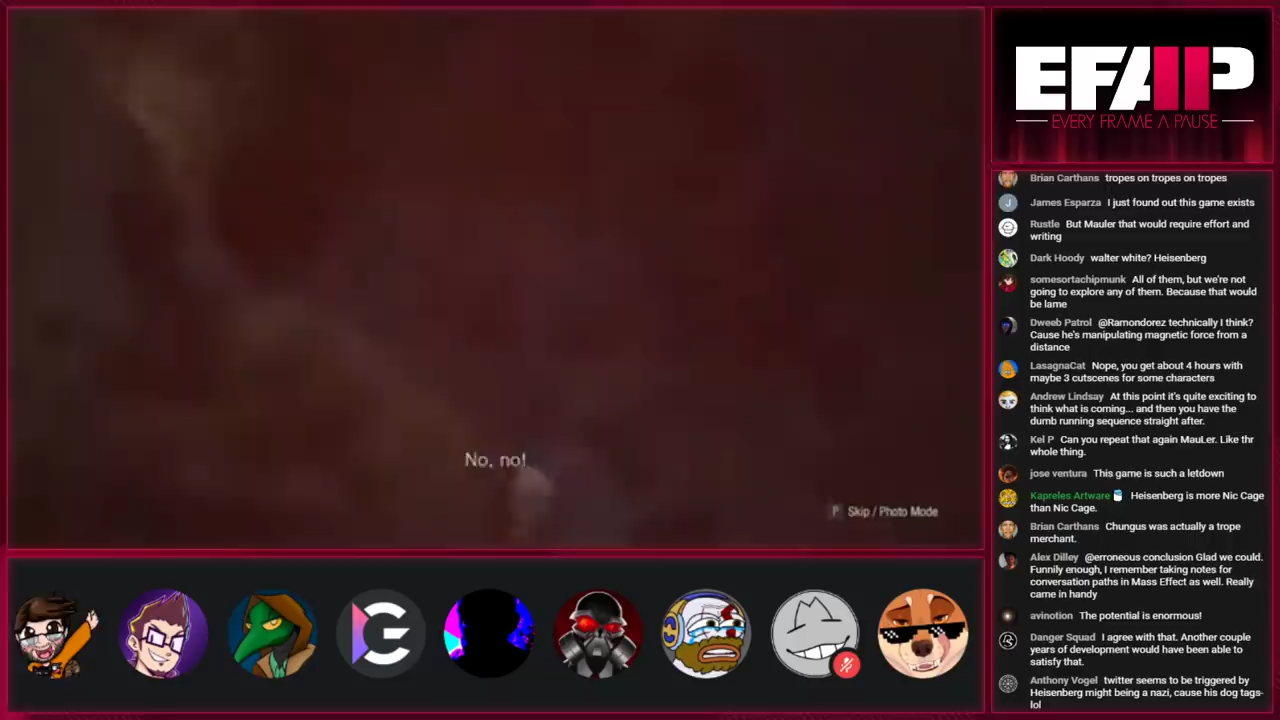 No, no!
P Skip / Photo Mode
EFAP
EVERY FRAME A PAUSE
Brian Carthans tropes on tropes on tropes
J James Esparza I just found out this game exists
Rustle But Mauler that would require effort and
writing
Dark Hoody walter white? Heisenberg
somesortachipmunk All of them, but we're not
going to explore any of them. Because that would
be lame
Dweeb Patrol @Ramondorez technically I think?
Cause he's manipulating magnetic force from a
distance
LasagnaCat Nope, you get about 4 hours with
maybe 3 cutscenes for some characters
Andrew Lindsay At this point it's quite exciting to
think what is coming... and then you have the
dumb running sequence straight after.
Kel P Can you repeat that again MauLer. Like thr
whole thing.
jose ventura This game is such a letdown
Kapreles Artware Heisenberg is more Nic Cage
than Nic Cage.
Brian Carthans Chungus was actually a trope
merchant.
Alex Dilley @erroneous conclusion Glad we could.
Funnily enough, I remember taking notes for
conversation paths in Mass Effect as well. Really
came in handy
avinotion The potential is enormous!
Danger Squad I agree with that. Another couple
years of development would have been able to
satisfy that.
Anthony Vogel twitter seems to be triggered by
Heisenberg might being a nazi, cause his dog tags-
lol